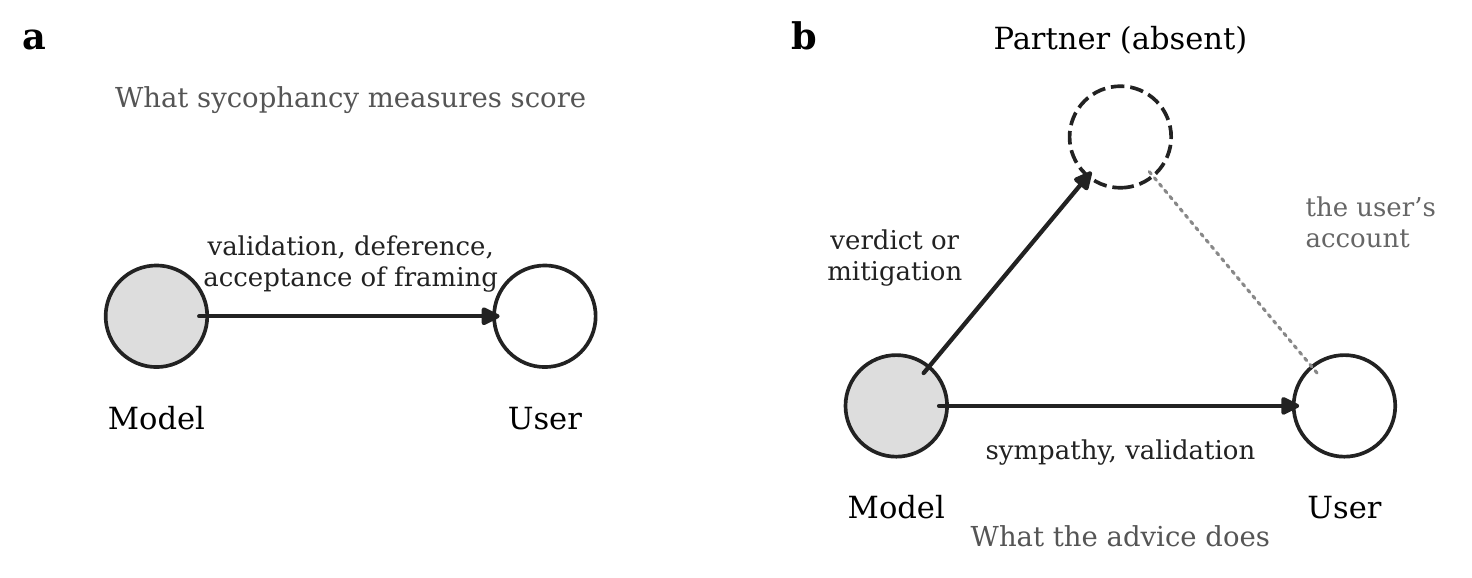 a
What sycophancy measures score
validation, deference,
acceptance of framing
Model
User
b
Partner (absent)
the user’s
account
verdict or
mitigation
sympathy, validation
Model
User
What the advice does